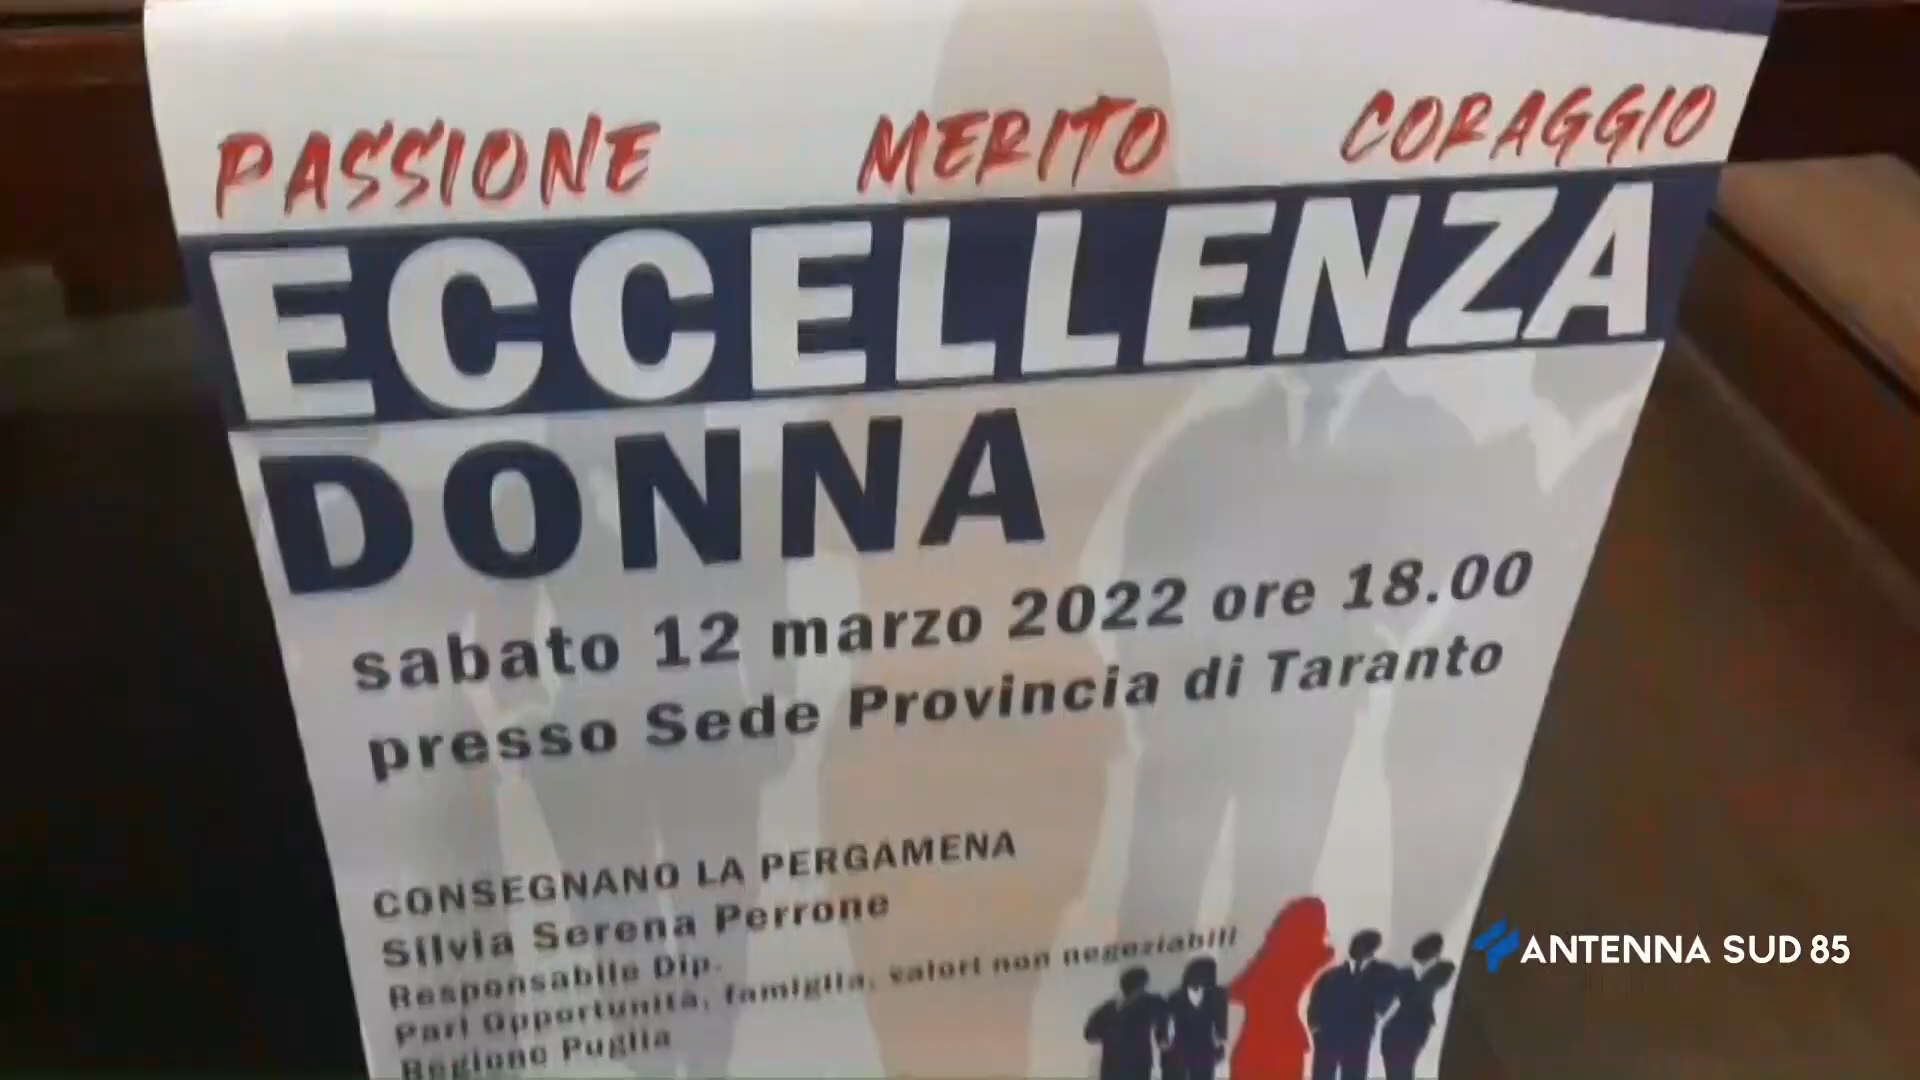 PASSIONE MERITO CORAGGIO
ECCELLENZA
DONNA
sabato 12 marzo 2022 ore 18.00
presso Sede Provincia di Taranto
CONSEGNANO LA PERGAMENA
Silvia Serena Perrone
Responsabile Dip.
Pari Opportunità, famiglia, valori non negoziabili
Regione Puglia
ANTENNA SUD 85